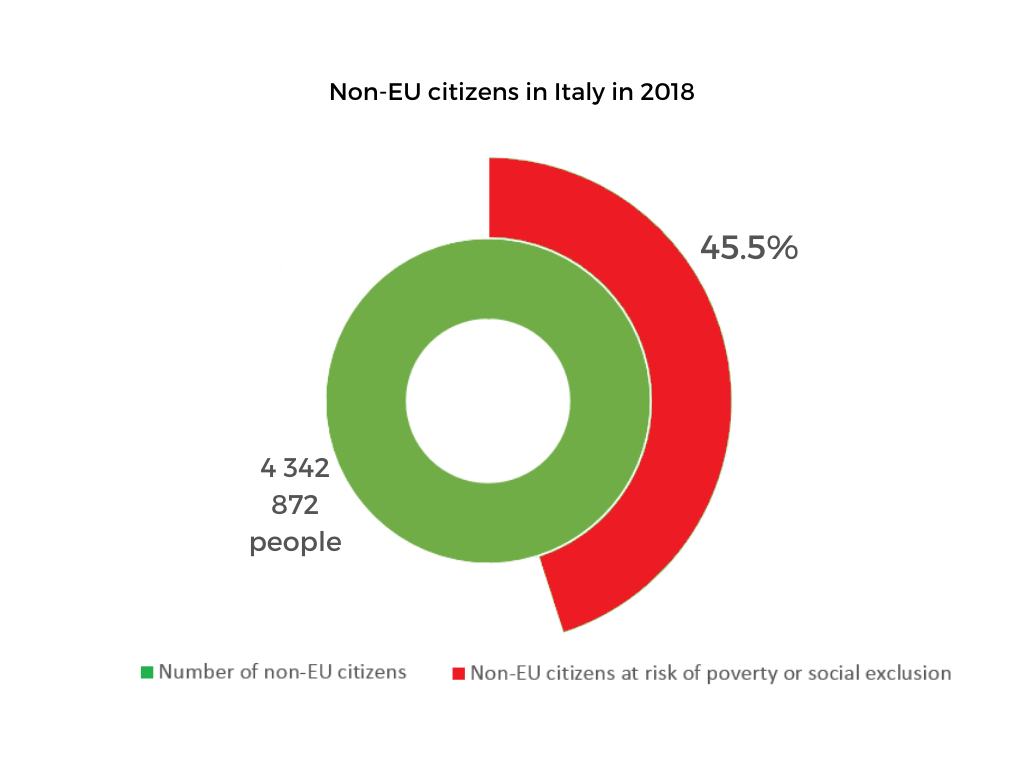 Non-EU citizens in Italy in 2018
45.5%
4 342
872
people
Number of non-EU citizens
Non-EU citizens at risk of poverty or social exclusion